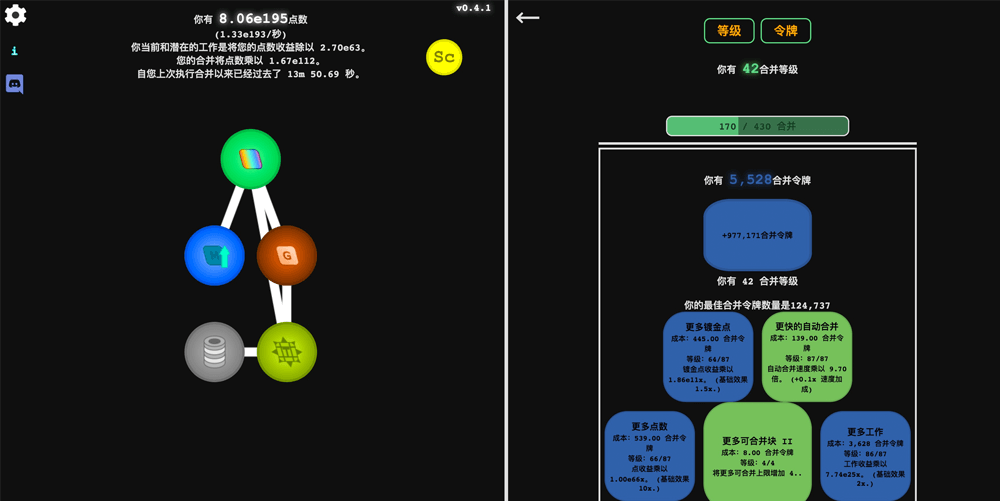 v0.4.1
你有 8.06e195点数
(1.33e193/秒)
你当前和潜在的工作是将您的点数收益除以 2.70e63。
您的合并将点数乘以 1.67e112。
自您上次执行合并以来已经过去了 13m 50.69 秒。
Sc
i
G
等级
令牌
你有 42合并等级
170 / 430 合并
你有 5,528合并令牌
+977,171合并令牌
你有 42 合并等级
你的最佳合并令牌数量是124,737
更多镀金点
成本: 445.00 合并令
牌
等级: 64/87
镀金点收益乘以
1.86e11x。 (基础效果
1.5x.)
更快的自动合并
成本: 139.00 合并令
牌
等级: 87/87
自动合并速度乘以 9.70
倍。 (+0.1x 速度加
成)
更多点数
成本: 539.00 合并令
牌
等级: 66/87
点收益乘以
1.00e66x。 (基础效果
10x.)
更多可合并块 II
成本: 8.00 合并令牌
等级: 4/4
将更多可合并上限增加 4..
更多工作
成本: 3,628 合并令牌
等级: 86/87
工作收益乘以
7.74e25x。 (基础效果
2x.)